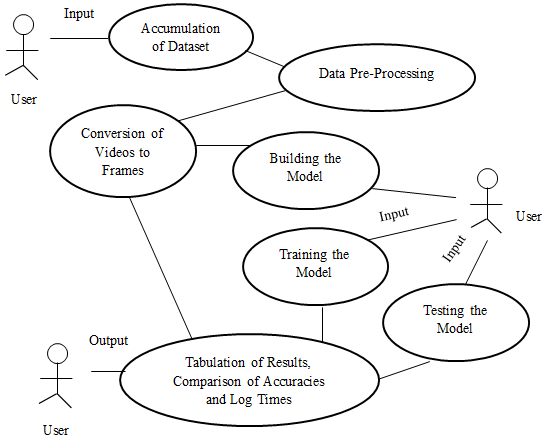 Input
Accumulation
of Dataset
User
Data Pre-Processing
Conversion of
Videos to
Frames
Building the
Model
User
Input
Training the
Model
Input
Testing the
Model
Output
User
Tabulation of Results,
Comparison of Accuracies
and Log Times